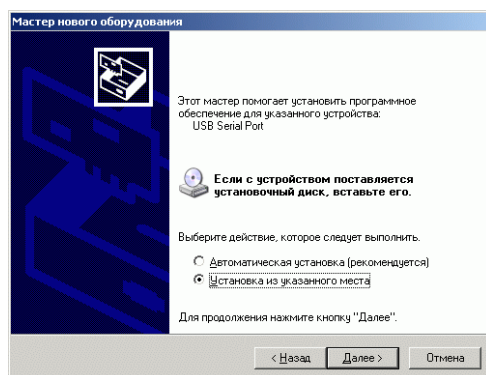 Мастер нового оборудования
Этот мастер помогает установить программное
обеспечение для указанного устройства:
USB Serial Port
Если с устройством поставляется
установочный диск, вставьте его.
Выберите действие, которое следует выполнить.
Автоматическая установка (рекомендуется)
Установка из указанного места
Для продолжения нажмите кнопку "Далее".
< Назад Далее > Отмена